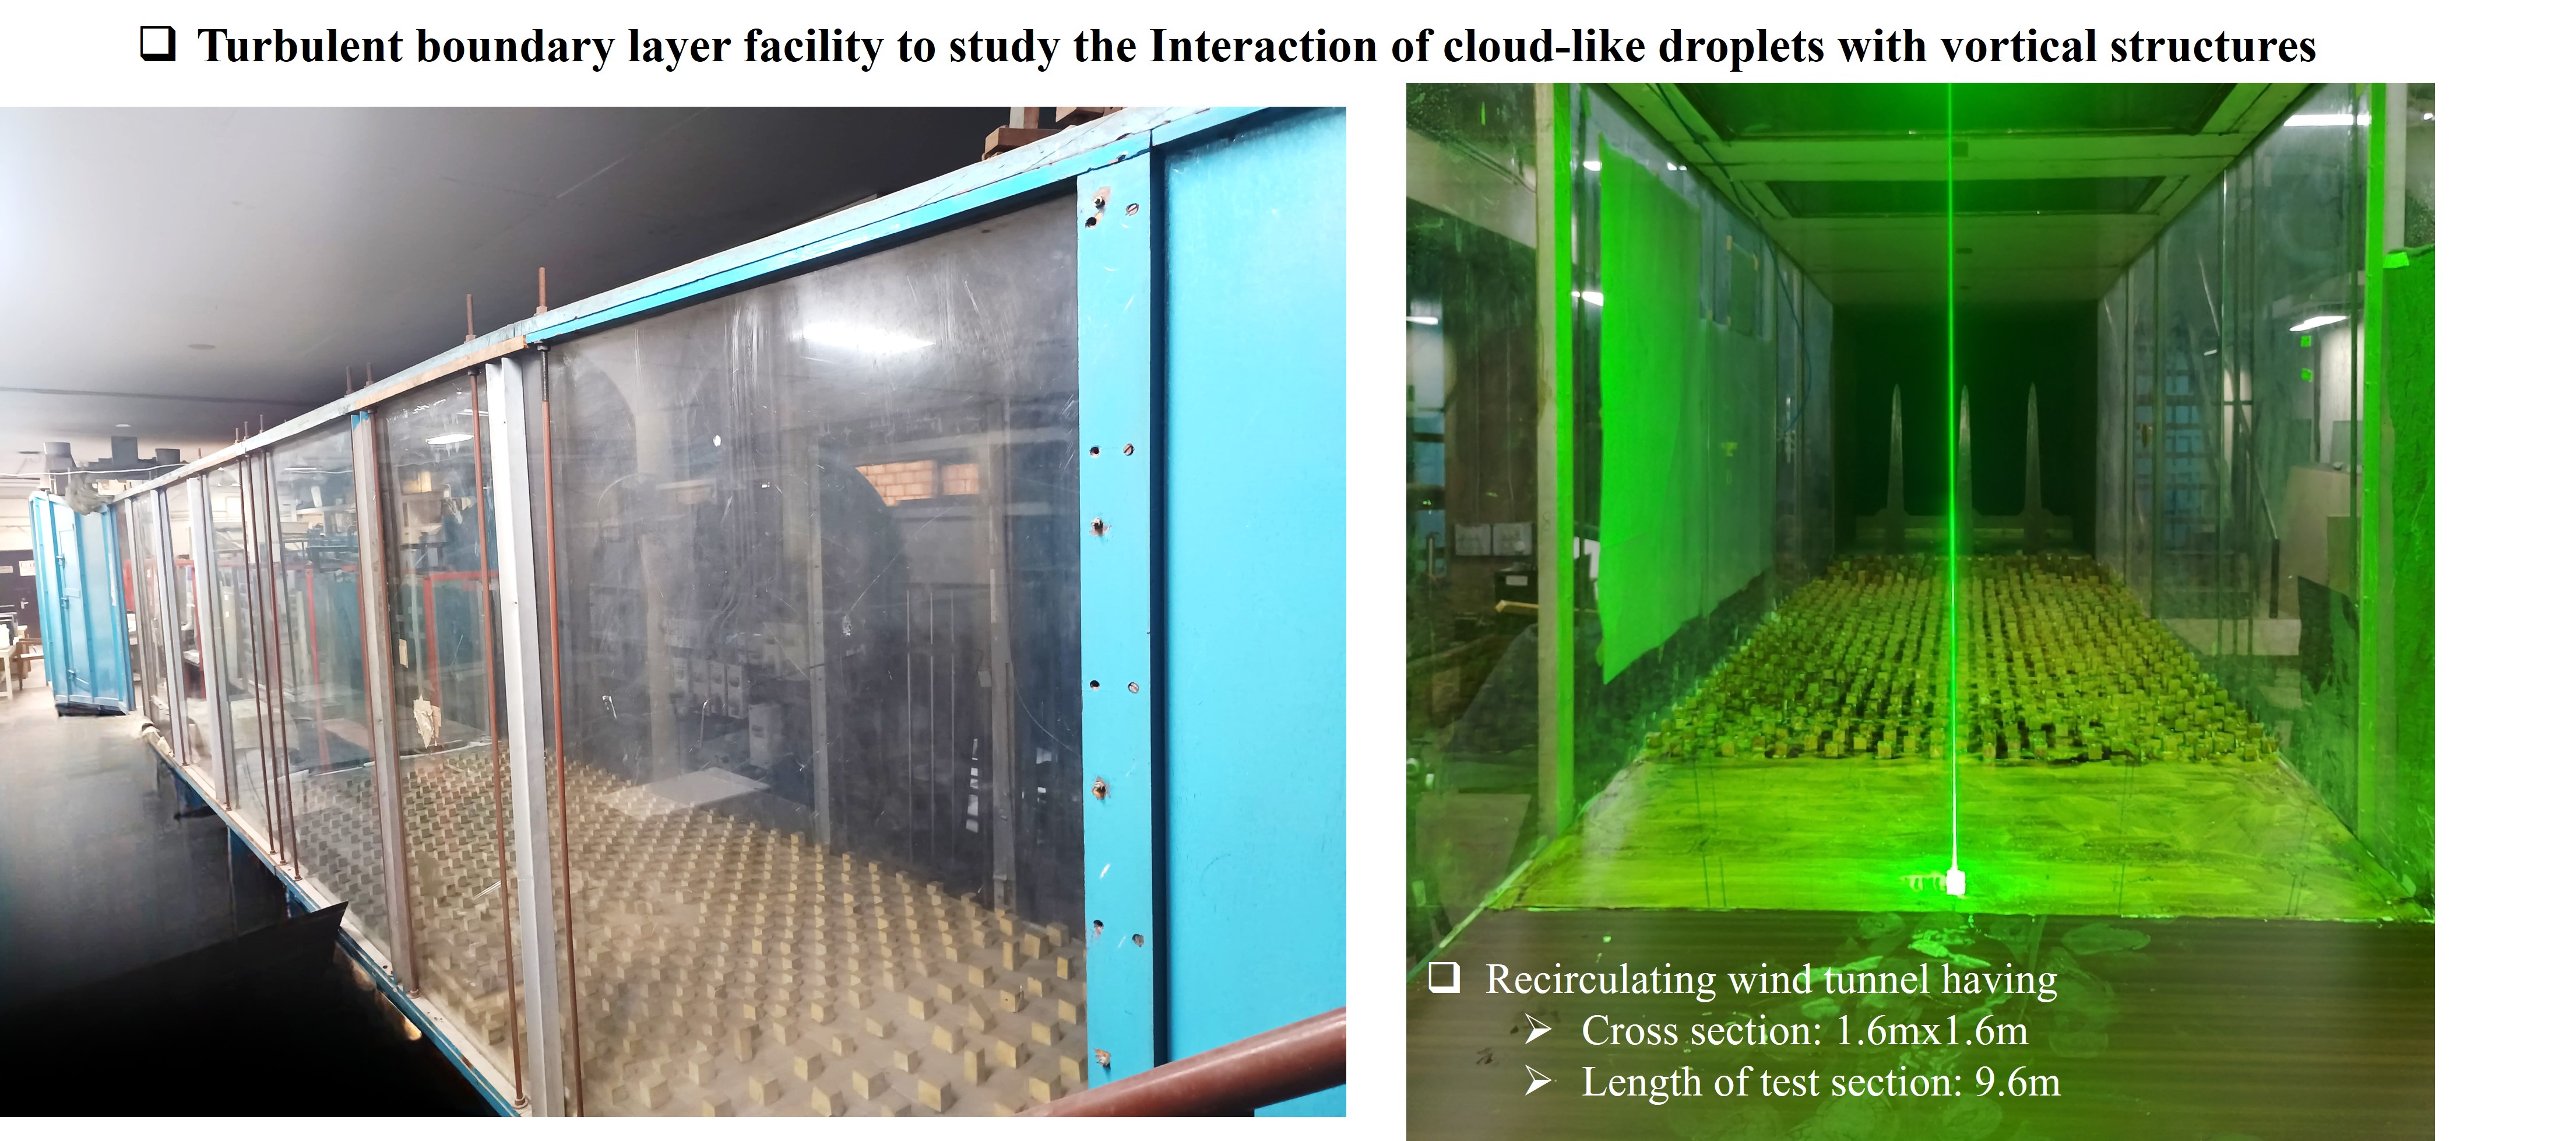 ❑ Turbulent boundary layer facility to study the Interaction of cloud-like droplets with vortical structures
❑ Recirculating wind tunnel having
➢ Cross section: 1.6mx1.6m
➢ Length of test section: 9.6m